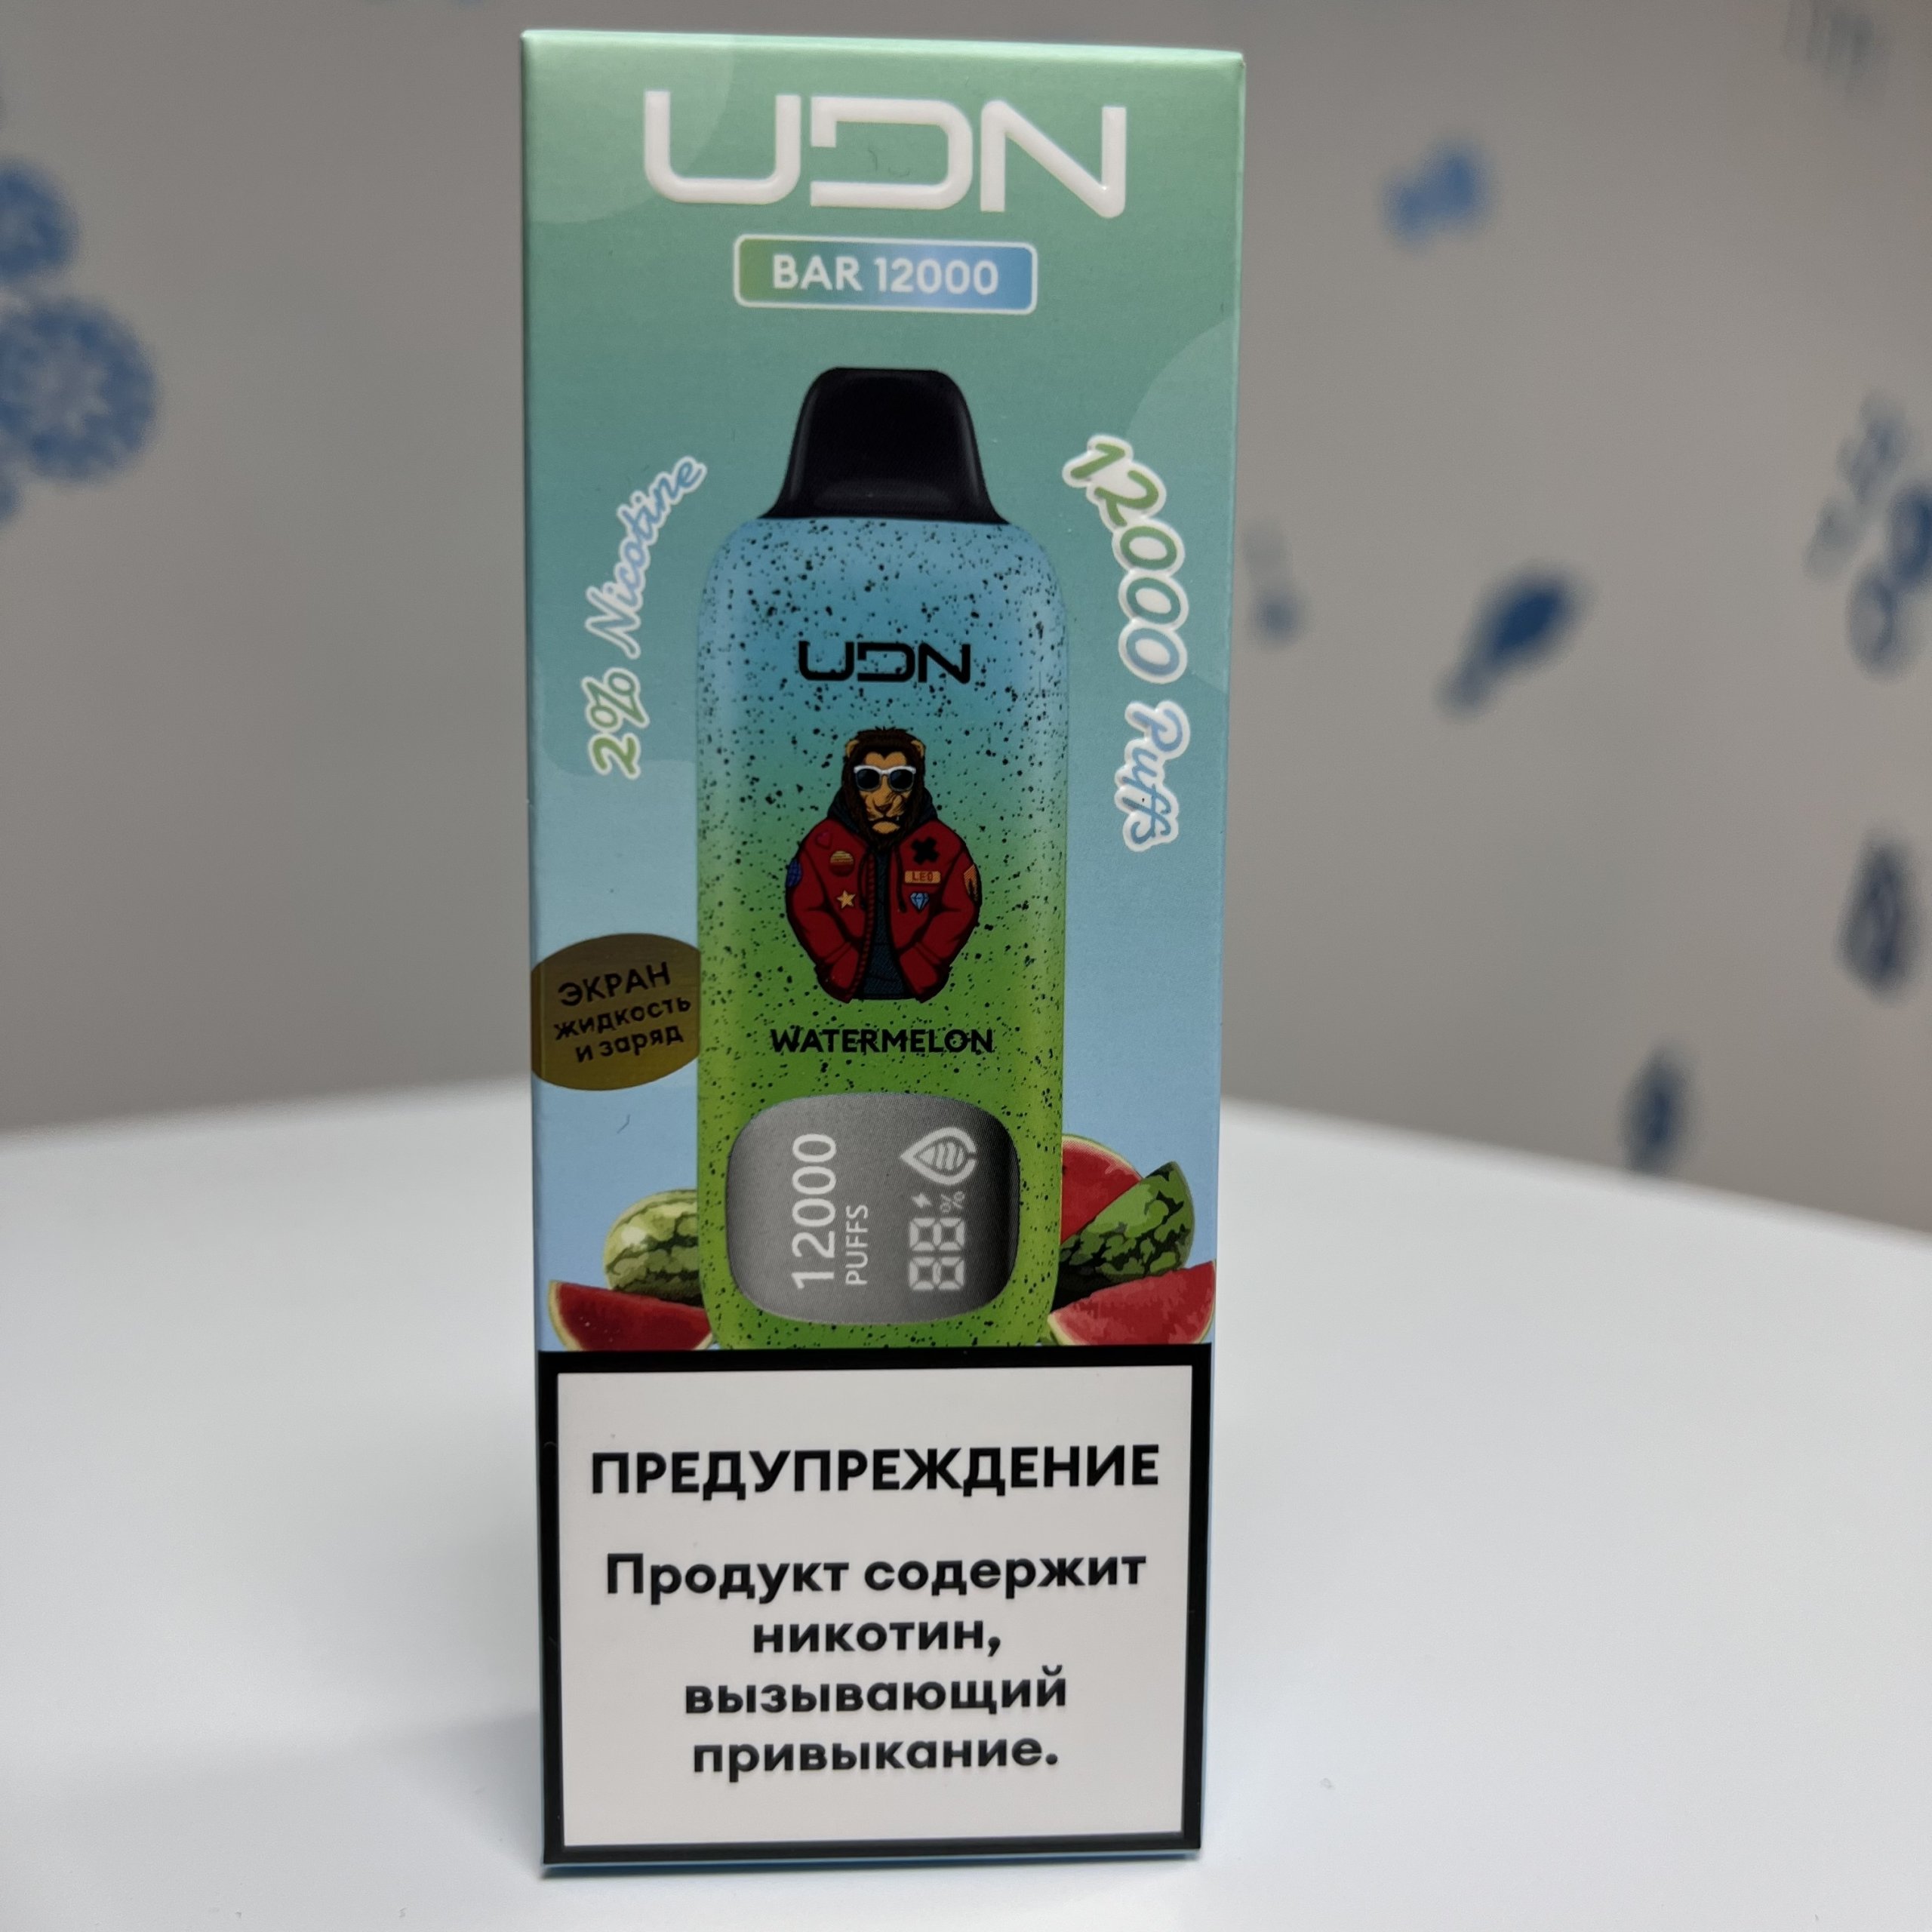 UDN
BAR 12000
2% Nicotine
12000 Puffs
UDN
LEO
ЭКРАН
жидкость
и заряд
WATERMELON
12000
PUFFS
88%
ПРЕДУПРЕЖДЕНИЕ
Продукт содержит
никотин,
вызывающий
привыкание.